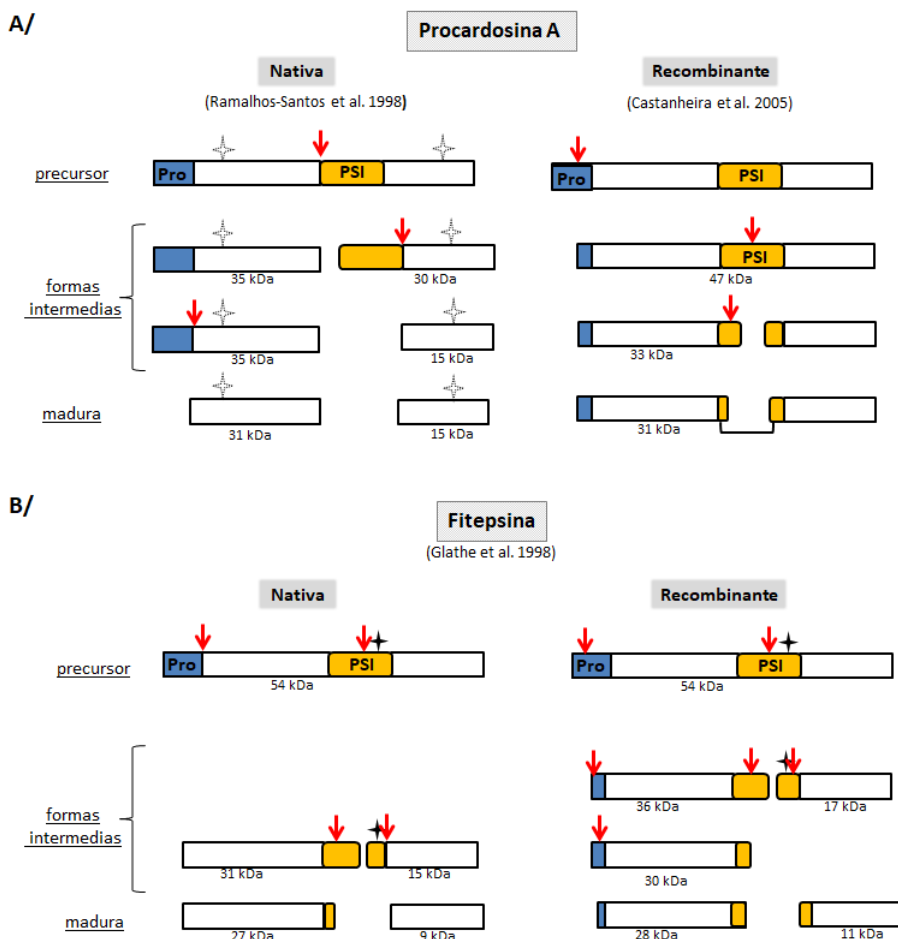 A/
Procardosina A
Nativa
Recombinante
(Ramalhos-Santos et al. 1998)
(Castanheira et al. 2005)
precursor
Pro
PSI
Pro
PSI
formas
intermedias
35 kDa
30 kDa
PSI
47 kDa
35 kDa
15 kDa
33 kDa
madura
31 kDa
15 kDa
31 kDa
B/
Fitepsina
(Glathe et al. 1998)
Nativa
Recombinante
precursor
Pro
PSI
54 kDa
Pro
PSI
54 kDa
formas
intermedias
36 kDa
17 kDa
31 kDa
15 kDa
30 kDa
madura
27 kDa
9 kDa
28 kDa
11 kDa